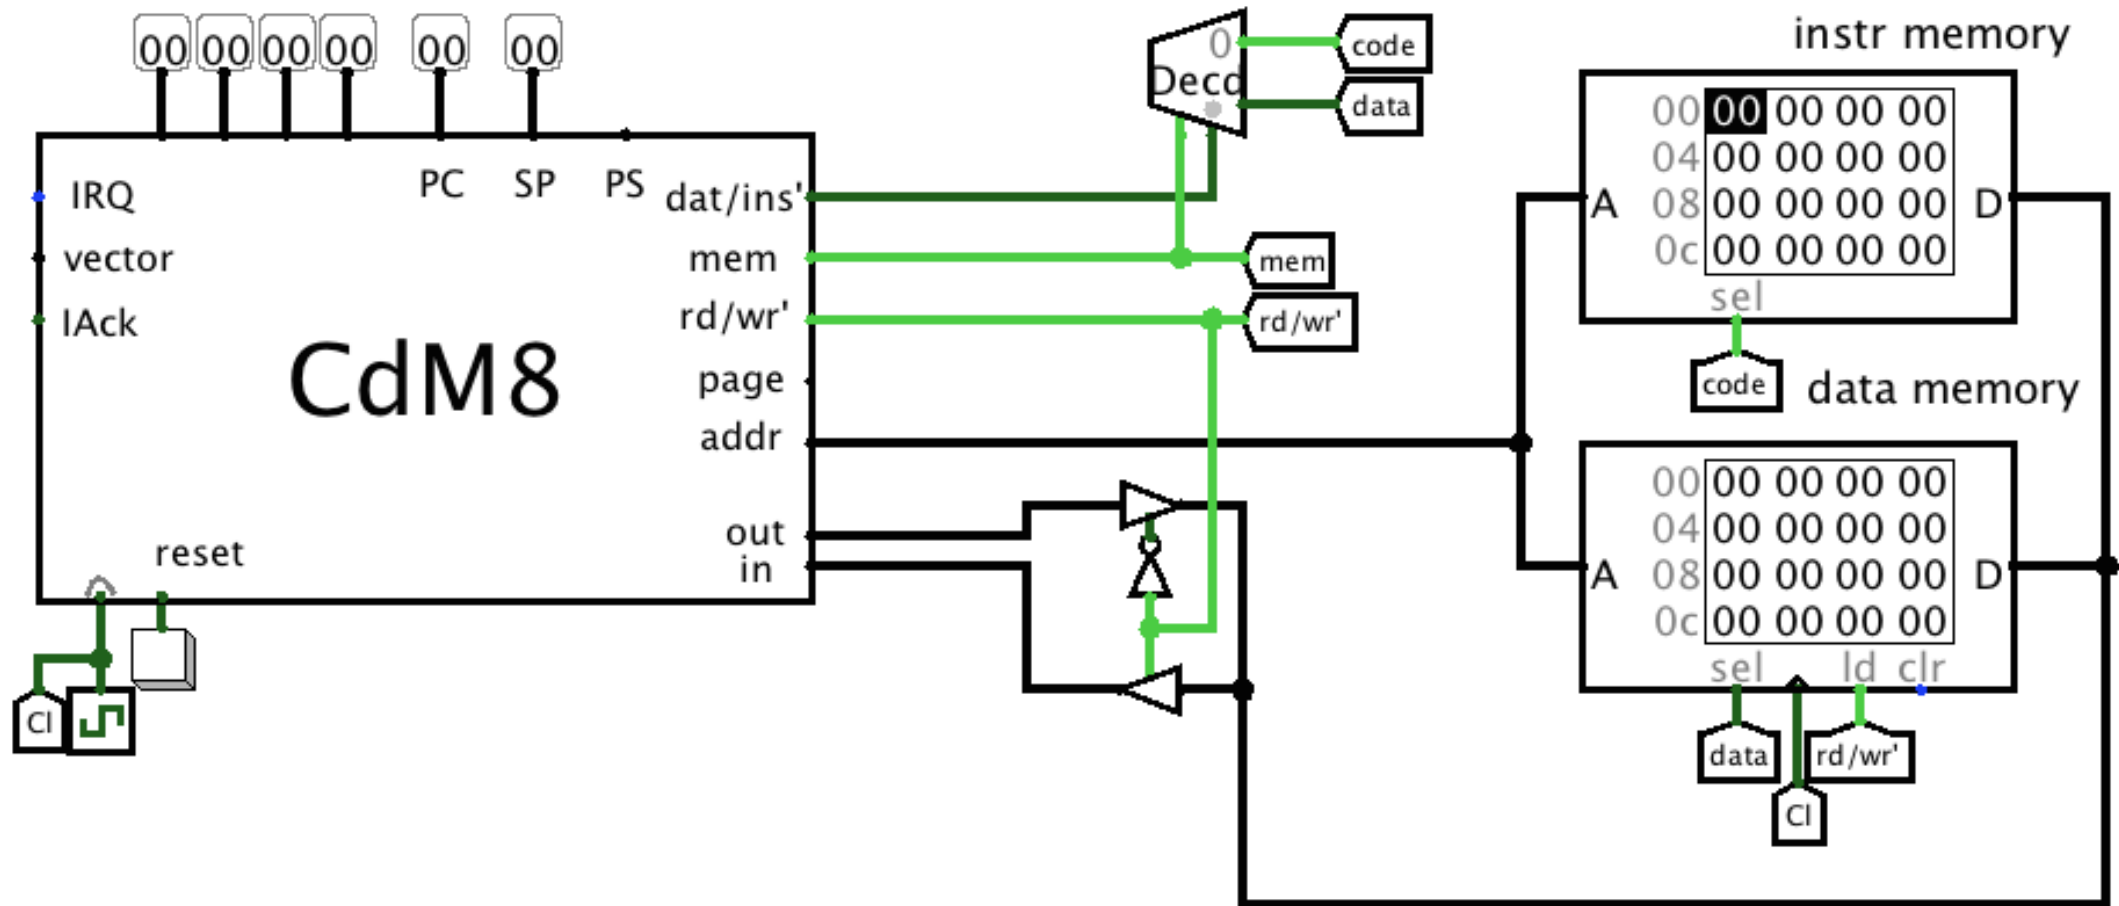 00 00 00 00 00 00
PC SP PS
IRQ
vector
IAck
CdM8
reset
dat/ins'
mem
rd/wr'
page
addr
out
in
Cl
0
Decd
code
data
mem
rd/wr'
instr memory
00 00 00 00 00
04 00 00 00 00
08 00 00 00 00
0c 00 00 00 00
A
D
sel
code
data memory
00 00 00 00 00
04 00 00 00 00
08 00 00 00 00
0c 00 00 00 00
A
D
sel ld clr
data
rd/wr'
Cl